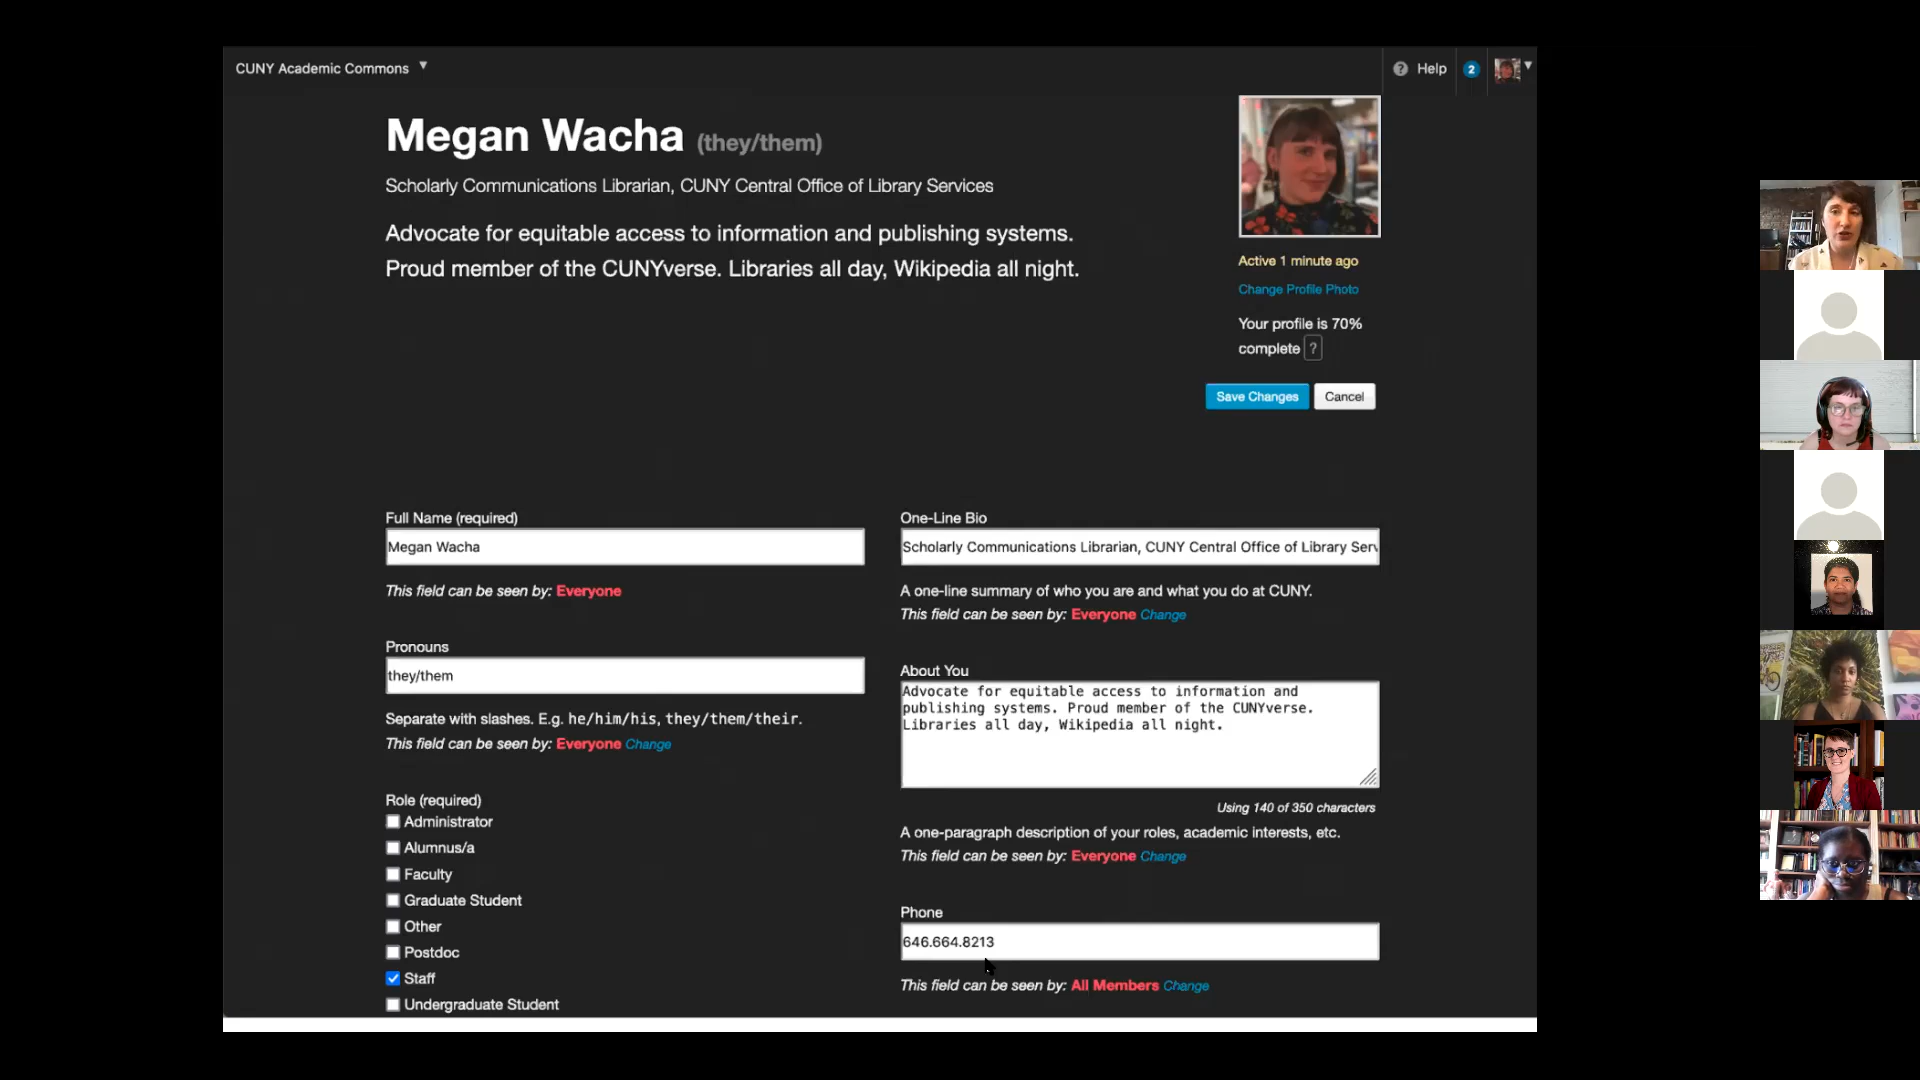 CUNY Academic Commons
Help
2
Megan Wacha (they/them)
Scholarly Communications Librarian, CUNY Central Office of Library Services
Advocate for equitable access to information and publishing systems.
Proud member of the CUNYverse. Libraries all day, Wikipedia all night.
Active 1 minute ago
Change Profile Photo
Your profile is 70%
complete ?
Save Changes
Cancel
Full Name (required)
Megan Wacha
This field can be seen by: Everyone
Pronouns
they/them
Separate with slashes. E.g. he/him/his, they/them/their.
This field can be seen by: Everyone Change
Role (required)
Administrator
Alumnus/a
Faculty
Graduate Student
Other
Postdoc
Staff
Undergraduate Student
One-Line Bio
Scholarly Communications Librarian, CUNY Central Office of Library Serv
A one-line summary of who you are and what you do at CUNY.
This field can be seen by: Everyone Change
About You
Advocate for equitable access to information and
publishing systems. Proud member of the CUNYverse.
Libraries all day, Wikipedia all night.
Using 140 of 350 characters
A one-paragraph description of your roles, academic interests, etc.
This field can be seen by: Everyone Change
Phone
646.664.8213
This field can be seen by: All Members Change